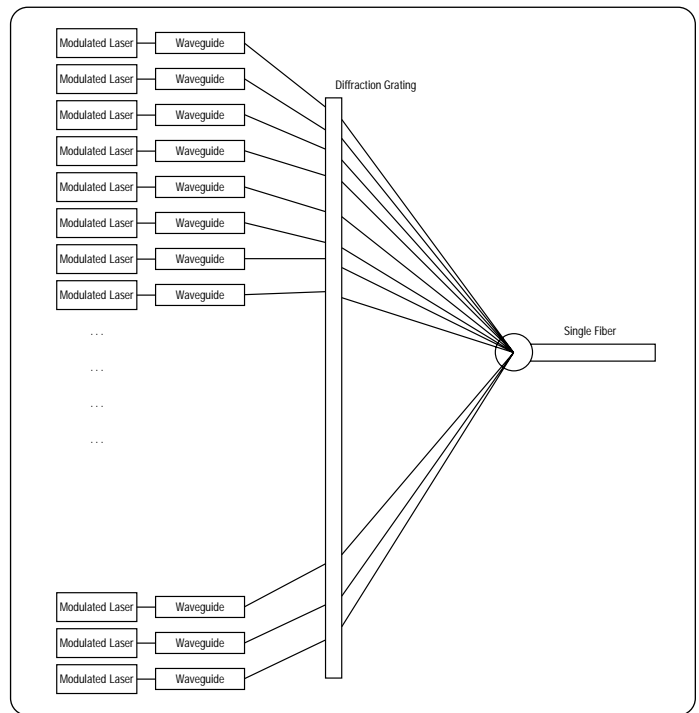 Modulated Laser Waveguide
Diffraction Grating
Modulated Laser Waveguide
Modulated Laser Waveguide
Modulated Laser Waveguide
Modulated Laser Waveguide
Modulated Laser Waveguide
Modulated Laser Waveguide
Modulated Laser Waveguide
Single Fiber
. . .
. . .
. . .
. . .
Modulated Laser Waveguide
Modulated Laser Waveguide
Modulated Laser Waveguide